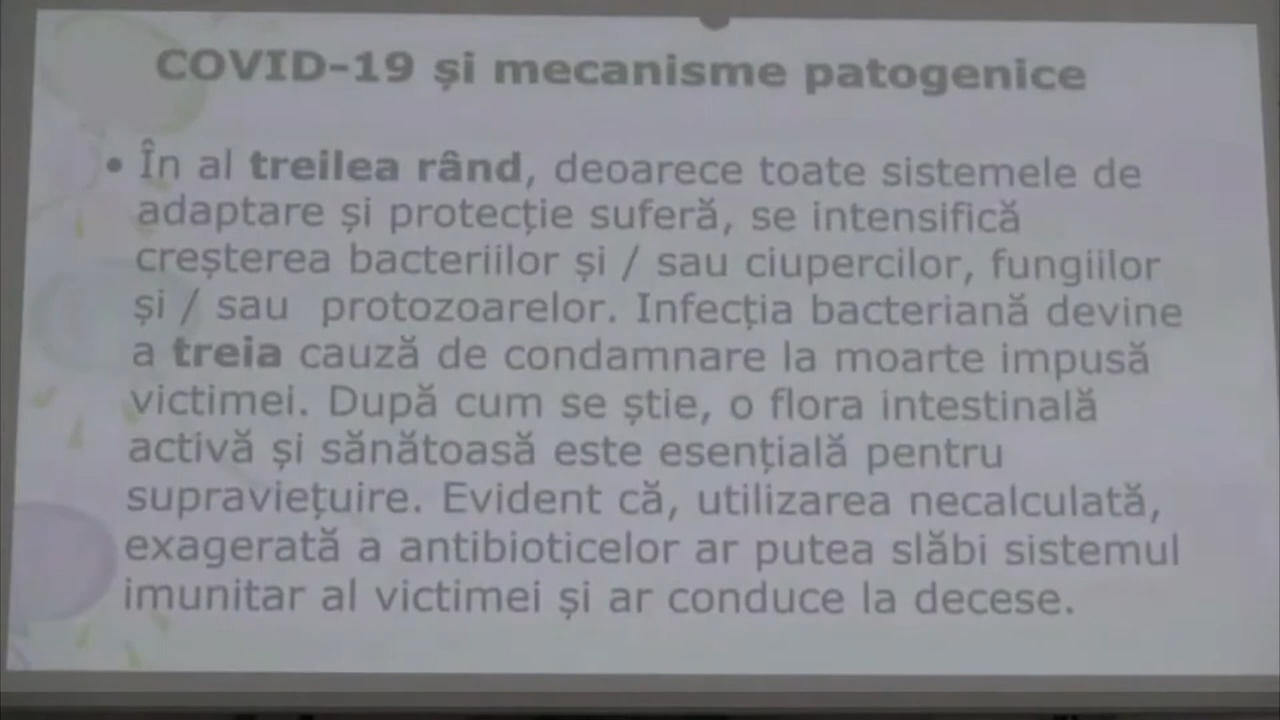 COVID-19 și mecanisme patogenice
• În al treilea rând, deoarece toate sistemele de
adaptare și protecție suferă, se intensifică
creșterea bacteriilor și / sau ciupercilor, fungiilor
și / sau protozoarelor. Infecția bacteriană devine
a treia cauză de condamnare la moarte impusă
victimei. După cum se știe, o flora intestinală
activă și sănătoasă este esențială pentru
supraviețuire. Evident că, utilizarea necalculată,
exagerată a antibioticelor ar putea slăbi sistemul
imunitar al victimei și ar conduce la decese.